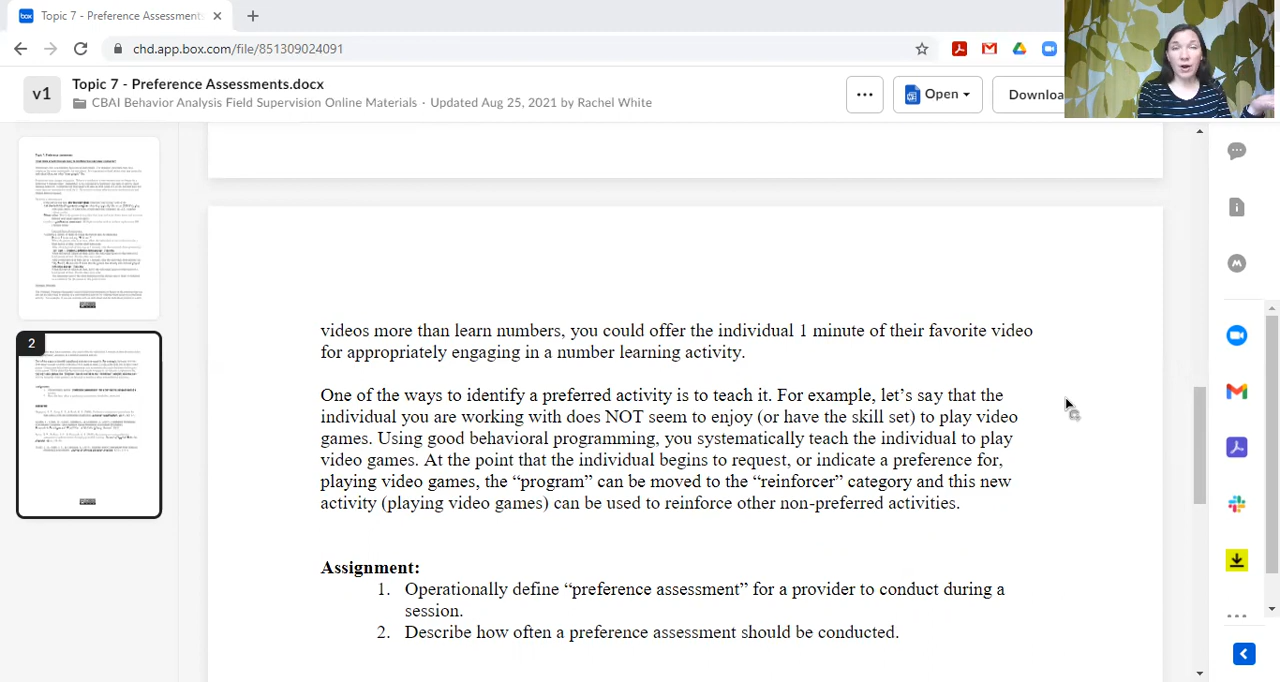 Topic 7 - Preference Assessments
chd.app.box.com/file/851309024091
v1
Topic 7 - Preference Assessments.docx
CBAI Behavior Analysis Field Supervision Online Materials · Updated Aug 25, 2021 by Rachel White
Open
Downloa
2
videos more than learn numbers, you could offer the individual 1 minute of their favorite video
for appropriately engaging in a number learning activity.
One of the ways to identify a preferred activity is to teach it. For example, let's say that the
individual you are working with does NOT seem to enjoy (or have the skill set) to play video
games. Using good behavioral programming, you systematically teach the individual to play
video games. At the point that the individual begins to request, or indicate a preference for,
playing video games, the “program” can be moved to the “reinforcer” category and this new
activity (playing video games) can be used to reinforce other non-preferred activities.
Assignment:
1. Operationally define “preference assessment” for a provider to conduct during a
session.
2. Describe how often a preference assessment should be conducted.